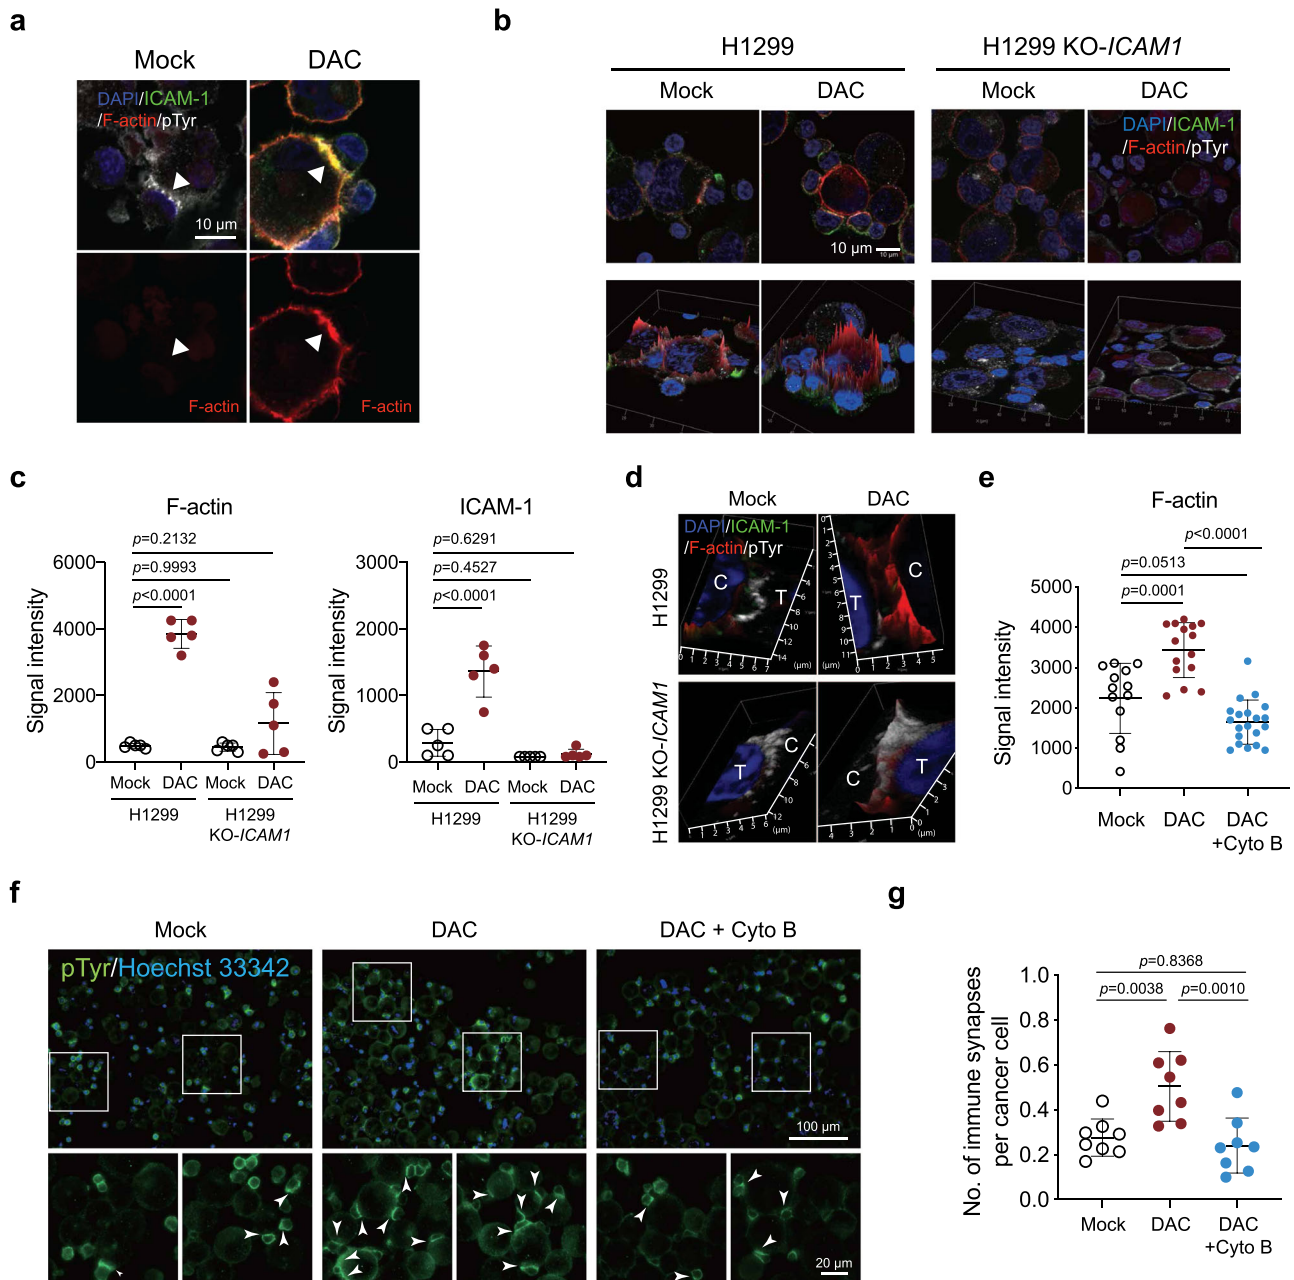 a
Mock DAC
DAPI/ICAM-1
/F-actin/pTyr
10 µm
F-actin F-actin
b
H1299 H1299 KO-ICAM1
Mock DAC Mock DAC
DAPI/ICAM-1
/F-actin/pTyr
10 µm
10 µm
c
F-actin
Signal intensity
p=0.2132
p=0.9993
p<0.0001
6000
4000
2000
0
Mock DAC Mock DAC
H1299 H1299
KO-ICAM1
ICAM-1
Signal intensity
p=0.6291
p=0.4527
p<0.0001
3000
2000
1000
0
Mock DAC Mock DAC
H1299 H1299
KO-ICAM1
d
Mock DAC
DAPI/ICAM-1
/F-actin/pTyr
H1299
C T
T C
(µm) (µm)
H1299 KO-ICAM1
T C
C T
(µm) (µm)
e
F-actin
p<0.0001
p=0.0513
p=0.0001
Signal intensity
5000
4000
3000
2000
1000
0
Mock DAC DAC
+Cyto B
f
Mock DAC DAC + Cyto B
pTyr/Hoechst 33342
100 µm
20 µm
g
p=0.8368
p=0.0038 p=0.0010
No. of immune synapses
per cancer cell
1.0
0.8
0.6
0.4
0.2
0.0
Mock DAC DAC
+Cyto B